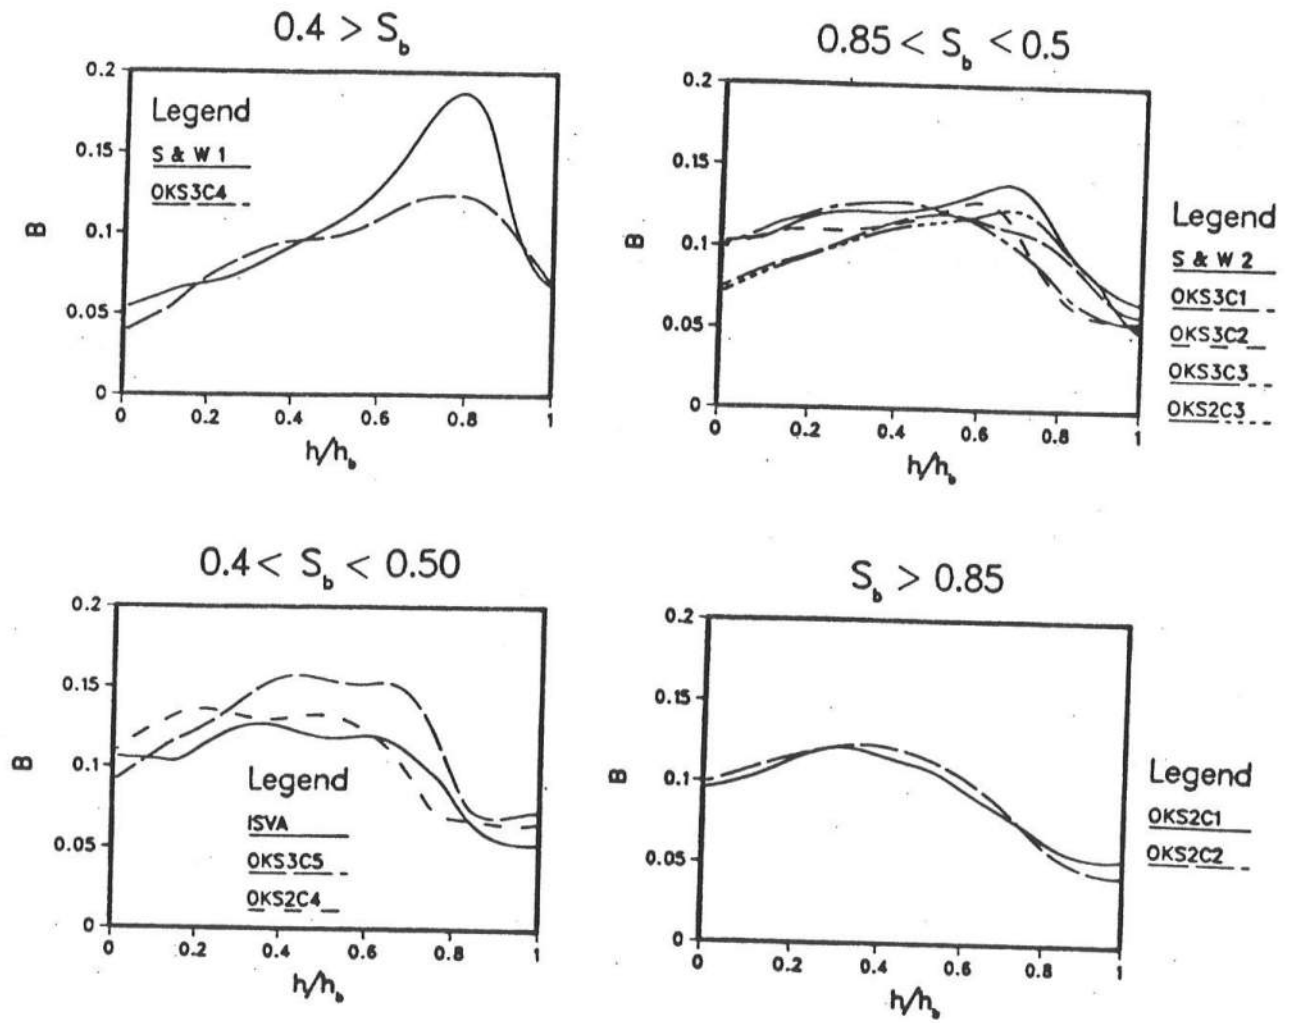 0.4 > S_b
0.2
0.15
0.1
0.05
0
B
Legend
S & W 1
OKS3C4
0 0.2 0.4 0.6 0.8 1
h/h_b
0.85 < S_b < 0.5
0.2
0.15
0.1
0.05
0
B
0 0.2 0.4 0.6 0.8 1
h/h_b
Legend
S & W 2
OKS3C1
OKS3C2
OKS3C3
OKS2C3
0.4 < S_b < 0.50
0.2
0.15
0.1
0.05
0
B
Legend
ISVA
OKS3C5
OKS2C4
0 0.2 0.4 0.6 0.8 1
h/h_b
S_b > 0.85
0.2
0.15
0.1
0.05
0
B
0 0.2 0.4 0.6 0.8 1
h/h_b
Legend
OKS2C1
OKS2C2